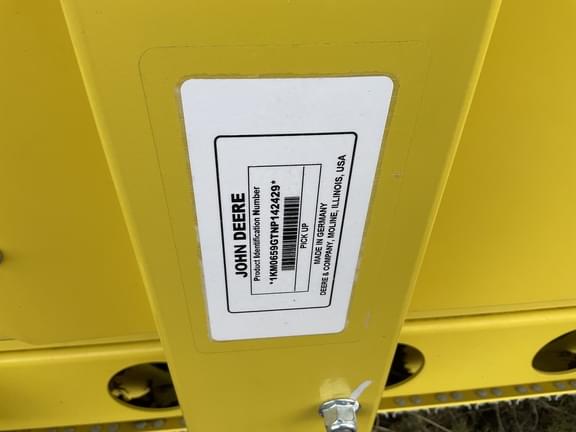 JOHN DEERE
Product Identification Number
*1KM0659GTNP142429*
PICK UP
MADE IN GERMANY
DEERE & COMPANY, MOLINE, ILLINOIS, USA